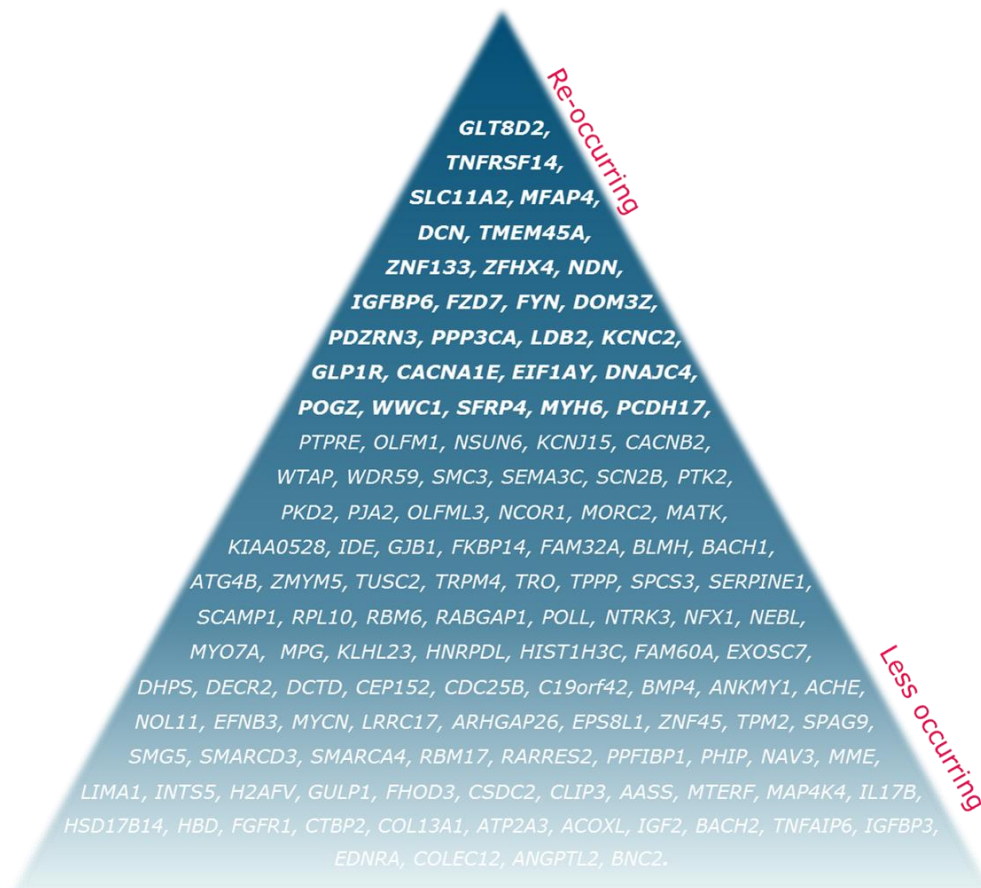 Re-occurring
GLT8D2,
TNFRSF14,
SLC11A2, MFAP4,
DCN, TMEM45A,
ZNF133, ZFHX4, NDN,
IGFBP6, FZD7, FYN, DOM3Z,
PDZRN3, PPP3CA, LDB2, KCNC2,
GLP1R, CACNA1E, EIF1AY, DNAJC4,
POGZ, WWC1, SFRP4, MYH6, PCDH17,
PTPRE, OLFM1, NSUN6, KCNJ15, CACNB2,
WTAP, WDR59, SMC3, SEMA3C, SCN2B, PTK2,
PKD2, PJA2, OLFML3, NCOR1, MORC2, MATK,
KIAA0528, IDE, GJB1, FKBP14, FAM32A, BLMH, BACH1,
ATG4B, ZMYM5, TUSC2, TRPM4, TRO, TPPP, SPCS3, SERPINE1,
SCAMP1, RPL10, RBM6, RABGAP1, POLL, NTRK3, NFX1, NEBL,
MYO7A, MPG, KLHL23, HNRPDL, HIST1H3C, FAM60A, EXOSC7,
Less occurring
DHPS, DECR2, DCTD, CEP152, CDC25B, C19orf42, BMP4, ANKMY1, ACHE,
NOL11, EFNB3, MYCN, LRRC17, ARHGAP26, EPS8L1, ZNF45, TPM2, SPAG9,
SMG5, SMARCD3, SMARCA4, RBM17, RARRES2, PPFIBP1, PHIP, NAV3, MME,
LIMA1, INTS5, H2AFV, GULP1, FHOD3, CSDC2, CLIP3, AASS, MTERF, MAP4K4, IL17B,
HSD17B14, HBD, FGFR1, CTBP2, COL13A1, ATP2A3, ACOXL, IGF2, BACH2, TNFAIP6, IGFBP3,
EDNRA, COLEC12, ANGPTL2, BNC2.